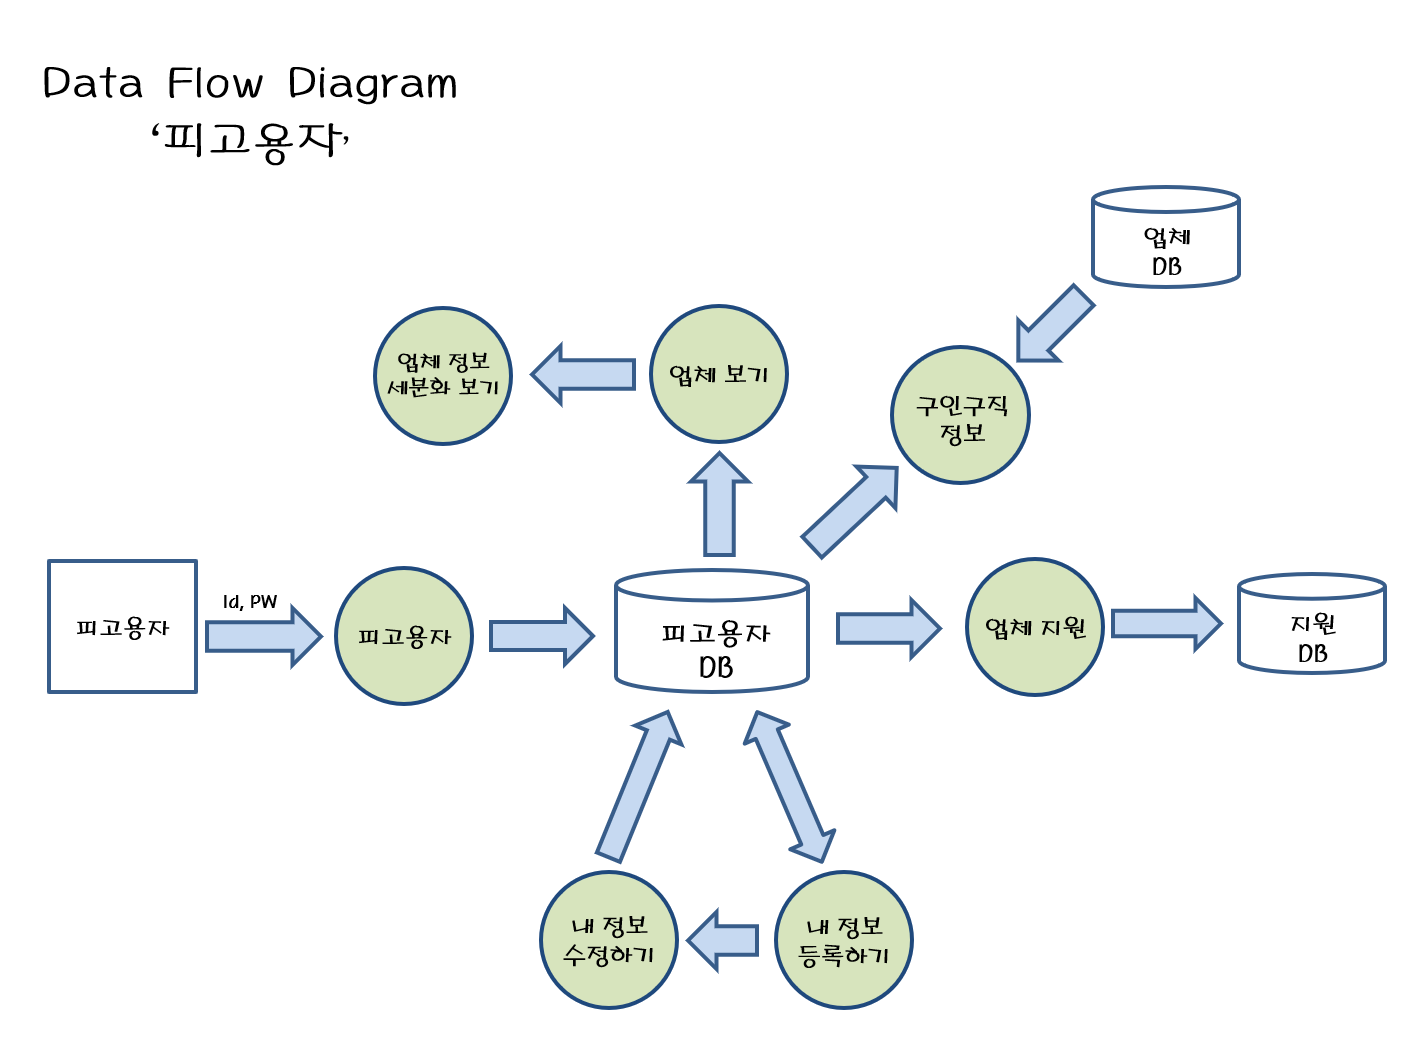 Data Flow Diagram
‘피고용자’
업체
DB
업체 정보
세분화 보기
업체 보기
구인구직
정보
피고용자
Id, PW
피고용자
피고용자
DB
업체 지원
지원
DB
내 정보
수정하기
내 정보
등록하기